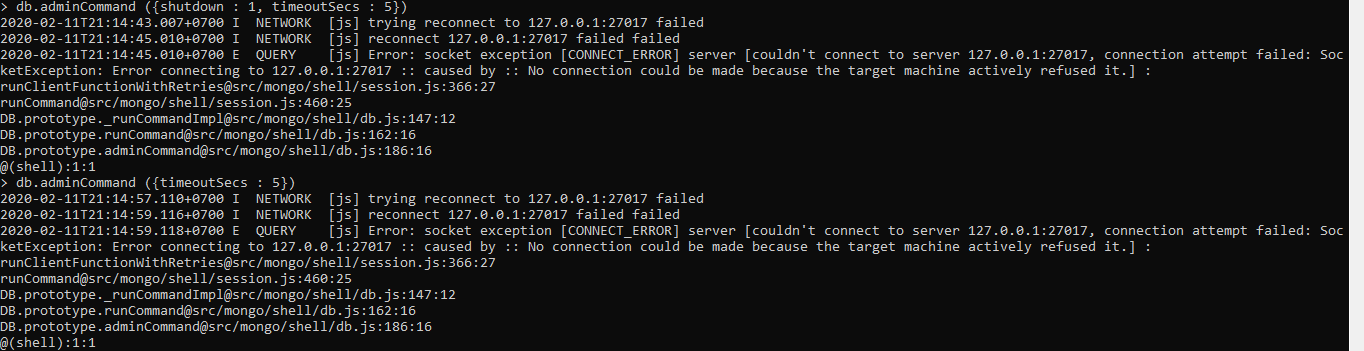 > db.adminCommand ({shutdown : 1, timeoutSecs : 5})
2020-02-11T21:14:43.007+0700 I  NETWORK  [js] trying reconnect to 127.0.0.1:27017 failed
2020-02-11T21:14:45.010+0700 I  NETWORK  [js] reconnect 127.0.0.1:27017 failed failed
2020-02-11T21:14:45.010+0700 E  QUERY    [js] Error: socket exception [CONNECT_ERROR] server [couldn't connect to server 127.0.0.1:27017, connection attempt failed: Soc
ketException: Error connecting to 127.0.0.1:27017 :: caused by :: No connection could be made because the target machine actively refused it.] :
runClientFunctionWithRetries@src/mongo/shell/session.js:366:27
runCommand@src/mongo/shell/session.js:460:25
DB.prototype._runCommandImpl@src/mongo/shell/db.js:147:12
DB.prototype.runCommand@src/mongo/shell/db.js:162:16
DB.prototype.adminCommand@src/mongo/shell/db.js:186:16
@(shell):1:1
> db.adminCommand ({timeoutSecs : 5})
2020-02-11T21:14:57.110+0700 I  NETWORK  [js] trying reconnect to 127.0.0.1:27017 failed
2020-02-11T21:14:59.116+0700 I  NETWORK  [js] reconnect 127.0.0.1:27017 failed failed
2020-02-11T21:14:59.118+0700 E  QUERY    [js] Error: socket exception [CONNECT_ERROR] server [couldn't connect to server 127.0.0.1:27017, connection attempt failed: Soc
ketException: Error connecting to 127.0.0.1:27017 :: caused by :: No connection could be made because the target machine actively refused it.] :
runClientFunctionWithRetries@src/mongo/shell/session.js:366:27
runCommand@src/mongo/shell/session.js:460:25
DB.prototype._runCommandImpl@src/mongo/shell/db.js:147:12
DB.prototype.runCommand@src/mongo/shell/db.js:162:16
DB.prototype.adminCommand@src/mongo/shell/db.js:186:16
@(shell):1:1